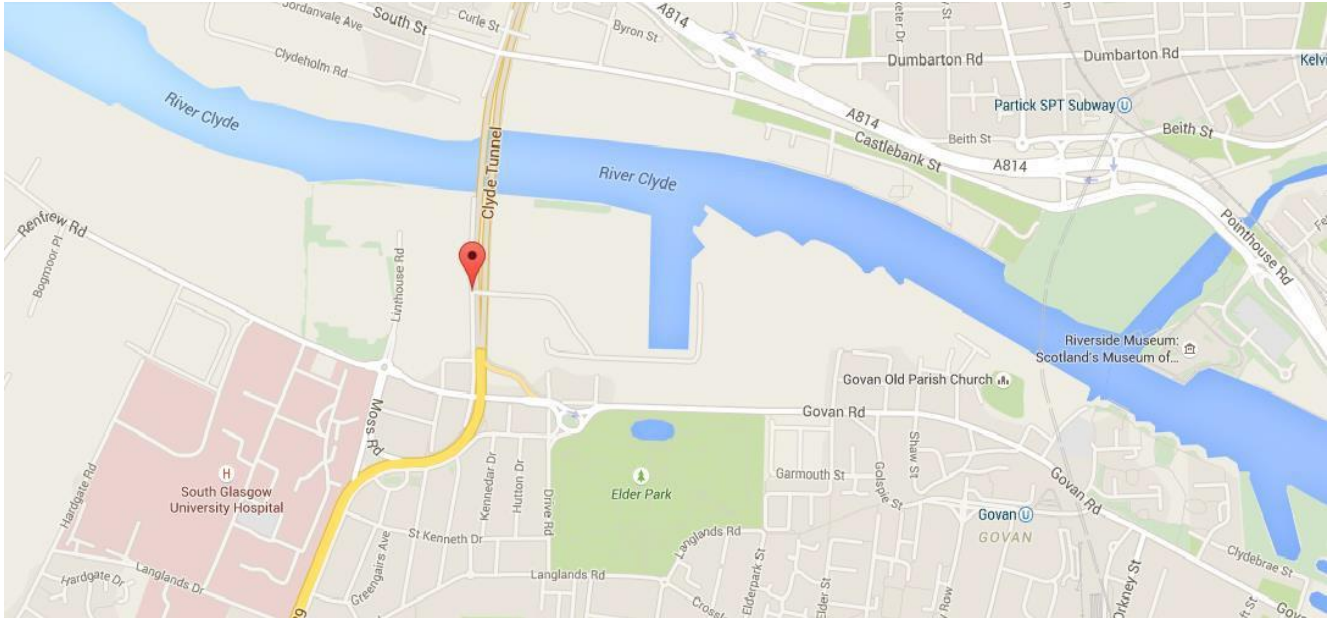 Jordanvale Ave
South St
Curle St
Byron St
A814
Clydeholm Rd
Dumbarton Rd
Dumbarton Rd
River Clyde
Partick SPT Subway
A814
Beith St
Beith St
Castlebank St
A814
Clyde Tunnel
River Clyde
Pointhouse Rd
Renfrew Rd
Bogmoor Pl
Linthouse Rd
Riverside Museum:
Scotland's Museum of...
Govan Old Parish Church
Moss Rd
Govan Rd
H
South Glasgow
University Hospital
Hardgate Rd
Kennedar Dr
Hutton Dr
Drive Rd
Elder Park
Garmouth St
Golspie St
Shaw St
Govan Rd
Govan
GOVAN
St Kenneth Dr
Langlands Rd
Greengairs Ave
Hardgate Dr
Langlands Dr
Langlands Rd
Elderpark St
Elder St
Clydebrae St
Orkney St